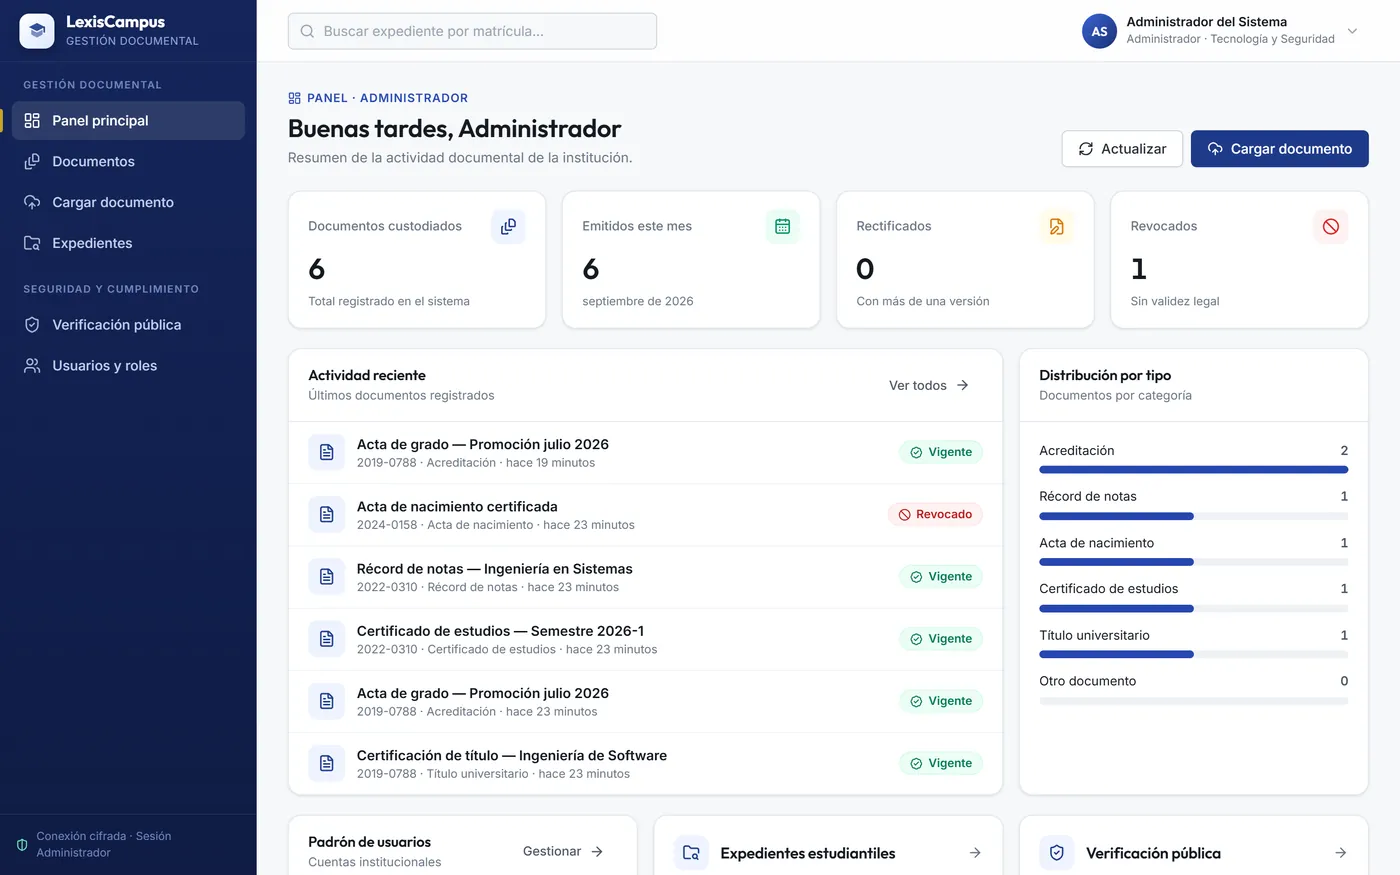 LexisCampus
GESTIÓN DOCUMENTAL
Buscar expediente por matrícula...
AS
Administrador del Sistema
Administrador · Tecnología y Seguridad
GESTIÓN DOCUMENTAL
Panel principal
Documentos
Cargar documento
Expedientes
SEGURIDAD Y CUMPLIMIENTO
Verificación pública
Usuarios y roles
Conexión cifrada · Sesión
Administrador
PANEL · ADMINISTRADOR
Buenas tardes, Administrador
Resumen de la actividad documental de la institución.
Actualizar
Cargar documento
Documentos custodiados
6
Total registrado en el sistema
Emitidos este mes
6
septiembre de 2026
Rectificados
0
Con más de una versión
Revocados
1
Sin validez legal
Actividad reciente
Últimos documentos registrados
Ver todos
Acta de grado — Promoción julio 2026
2019-0788 · Acreditación · hace 19 minutos
Vigente
Acta de nacimiento certificada
2024-0158 · Acta de nacimiento · hace 23 minutos
Revocado
Récord de notas — Ingeniería en Sistemas
2022-0310 · Récord de notas · hace 23 minutos
Vigente
Certificado de estudios — Semestre 2026-1
2022-0310 · Certificado de estudios · hace 23 minutos
Vigente
Acta de grado — Promoción julio 2026
2019-0788 · Acreditación · hace 23 minutos
Vigente
Certificación de título — Ingeniería de Software
2019-0788 · Título universitario · hace 23 minutos
Vigente
Distribución por tipo
Documentos por categoría
Acreditación 2
Récord de notas 1
Acta de nacimiento 1
Certificado de estudios 1
Título universitario 1
Otro documento 0
Padrón de usuarios
Cuentas institucionales
Gestionar
Expedientes estudiantiles
Verificación pública